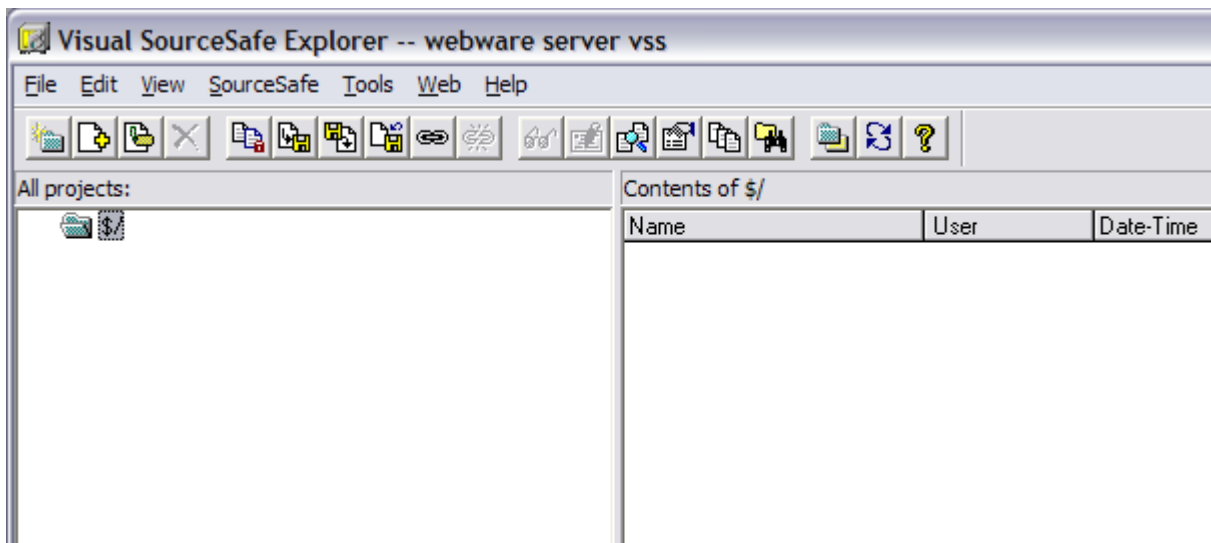 Visual SourceSafe Explorer -- webware server vss
File Edit View SourceSafe Tools Web Help
All projects:
Contents of $/
$/
Name User Date-Time